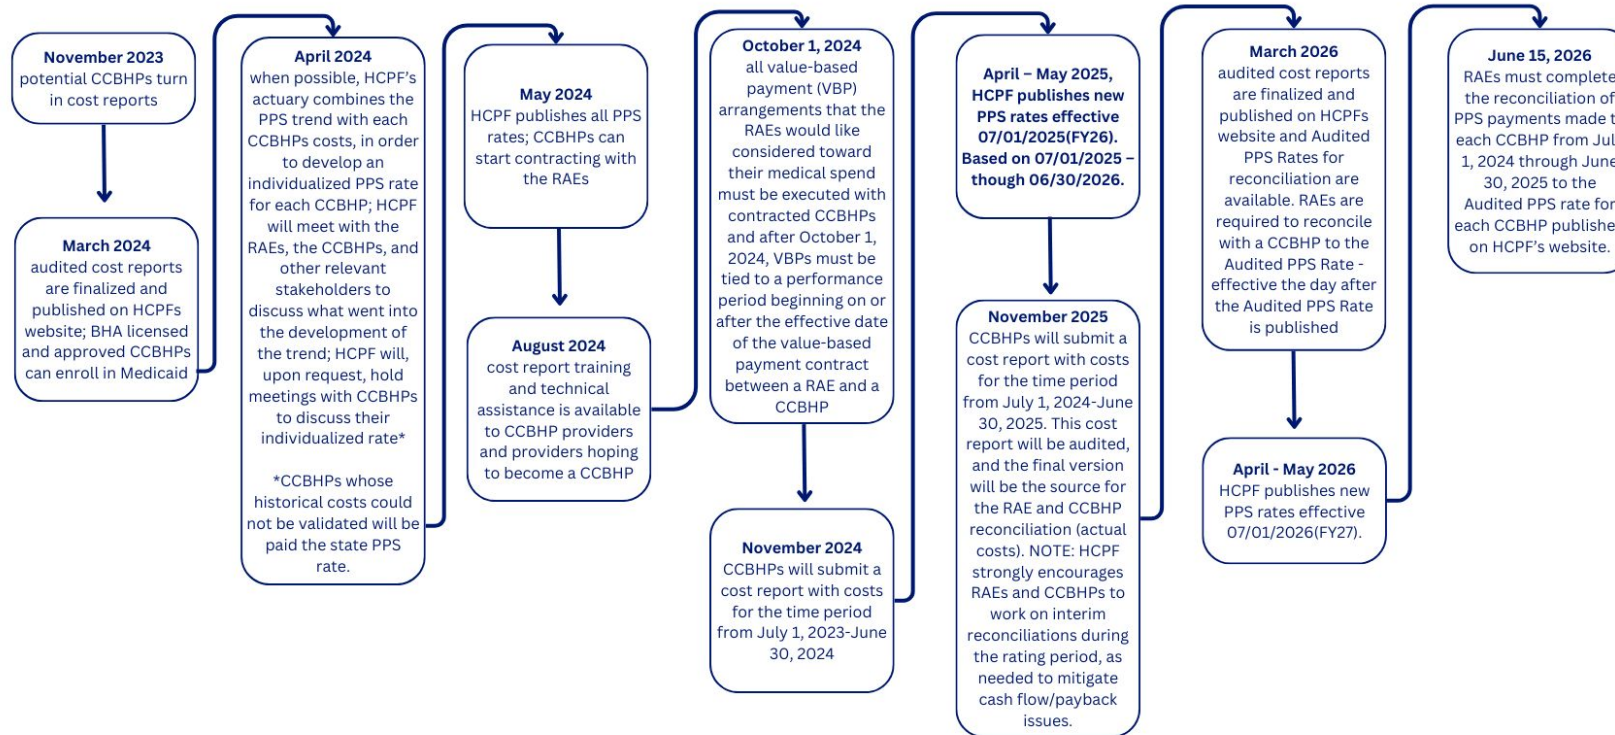 November 2023
potential CCBHPs turn
in cost reports
March 2024
audited cost reports
are finalized and
published on HCPFs
website; BHA licensed
and approved CCBHPs
can enroll in Medicaid
April 2024
when possible, HCPF's
actuary combines the
PPS trend with each
CCBHPs costs, in order
to develop an
individualized PPS rate
for each CCBHP; HCPF
will meet with the
RAEs, the CCBHPs, and
other relevant
stakeholders to
discuss what went into
the development of
the trend; HCPF will,
upon request, hold
meetings with CCBHPs
to discuss their
individualized rate*
*CCBHPs whose
historical costs could
not be validated will be
paid the state PPS
rate.
May 2024
HCPF publishes all PPS
rates; CCBHPs can
start contracting with
the RAEs
August 2024
cost report training
and technical
assistance is available
to CCBHP providers
and providers hoping
to become a CCBHP
October 1, 2024
all value-based
payment (VBP)
arrangements that the
RAEs would like
considered toward
their medical spend
must be executed with
contracted CCBHPs
and after October 1,
2024, VBPs must be
tied to a performance
period beginning on or
after the effective date
of the value-based
payment contract
between a RAE and a
CCBHP
November 2024
CCBHPs will submit a
cost report with costs
for the time period
from July 1, 2023-June
30, 2024
April – May 2025,
HCPF publishes new
PPS rates effective
07/01/2025(FY26).
Based on 07/01/2025 –
though 06/30/2026.
November 2025
CCBHPs will submit a
cost report with costs
for the time period
from July 1, 2024-June
30, 2025. This cost
report will be audited,
and the final version
will be the source for
the RAE and CCBHP
reconciliation (actual
costs). NOTE: HCPF
strongly encourages
RAEs and CCBHPs to
work on interim
reconciliations during
the rating period, as
needed to mitigate
cash flow/payback
issues.
March 2026
audited cost reports
are finalized and
published on HCPFs
website and Audited
PPS Rates for
reconciliation are
available. RAEs are
required to reconcile
with a CCBHP to the
Audited PPS Rate -
effective the day after
the Audited PPS Rate
is published
April - May 2026
HCPF publishes new
PPS rates effective
07/01/2026(FY27).
June 15, 2026
RAEs must complete
the reconciliation of
PPS payments made
each CCBHP from
1, 2024 through June
30, 2025 to the
Audited PPS rate for
each CCBHP
on HCPF's website.